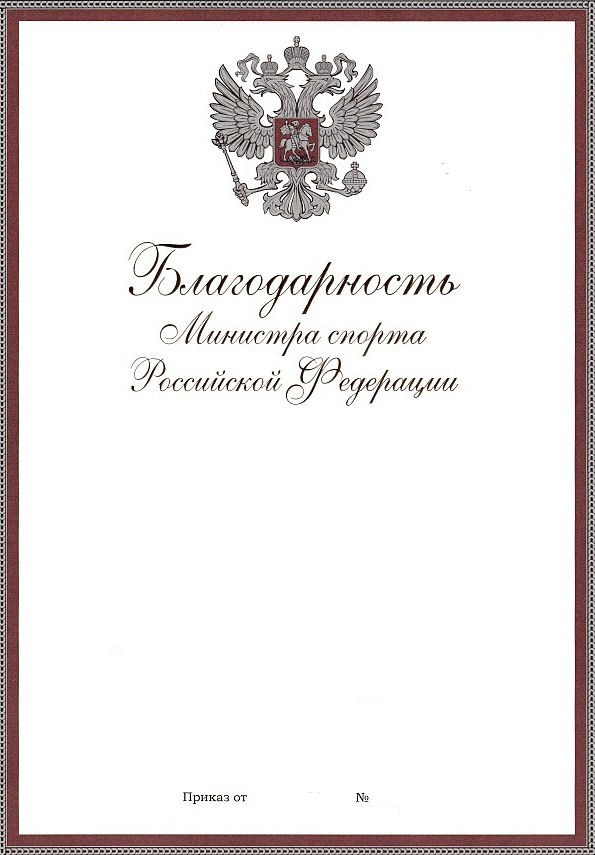 Благодарность
Министра спорта
Российской Федерации
Приказ от №